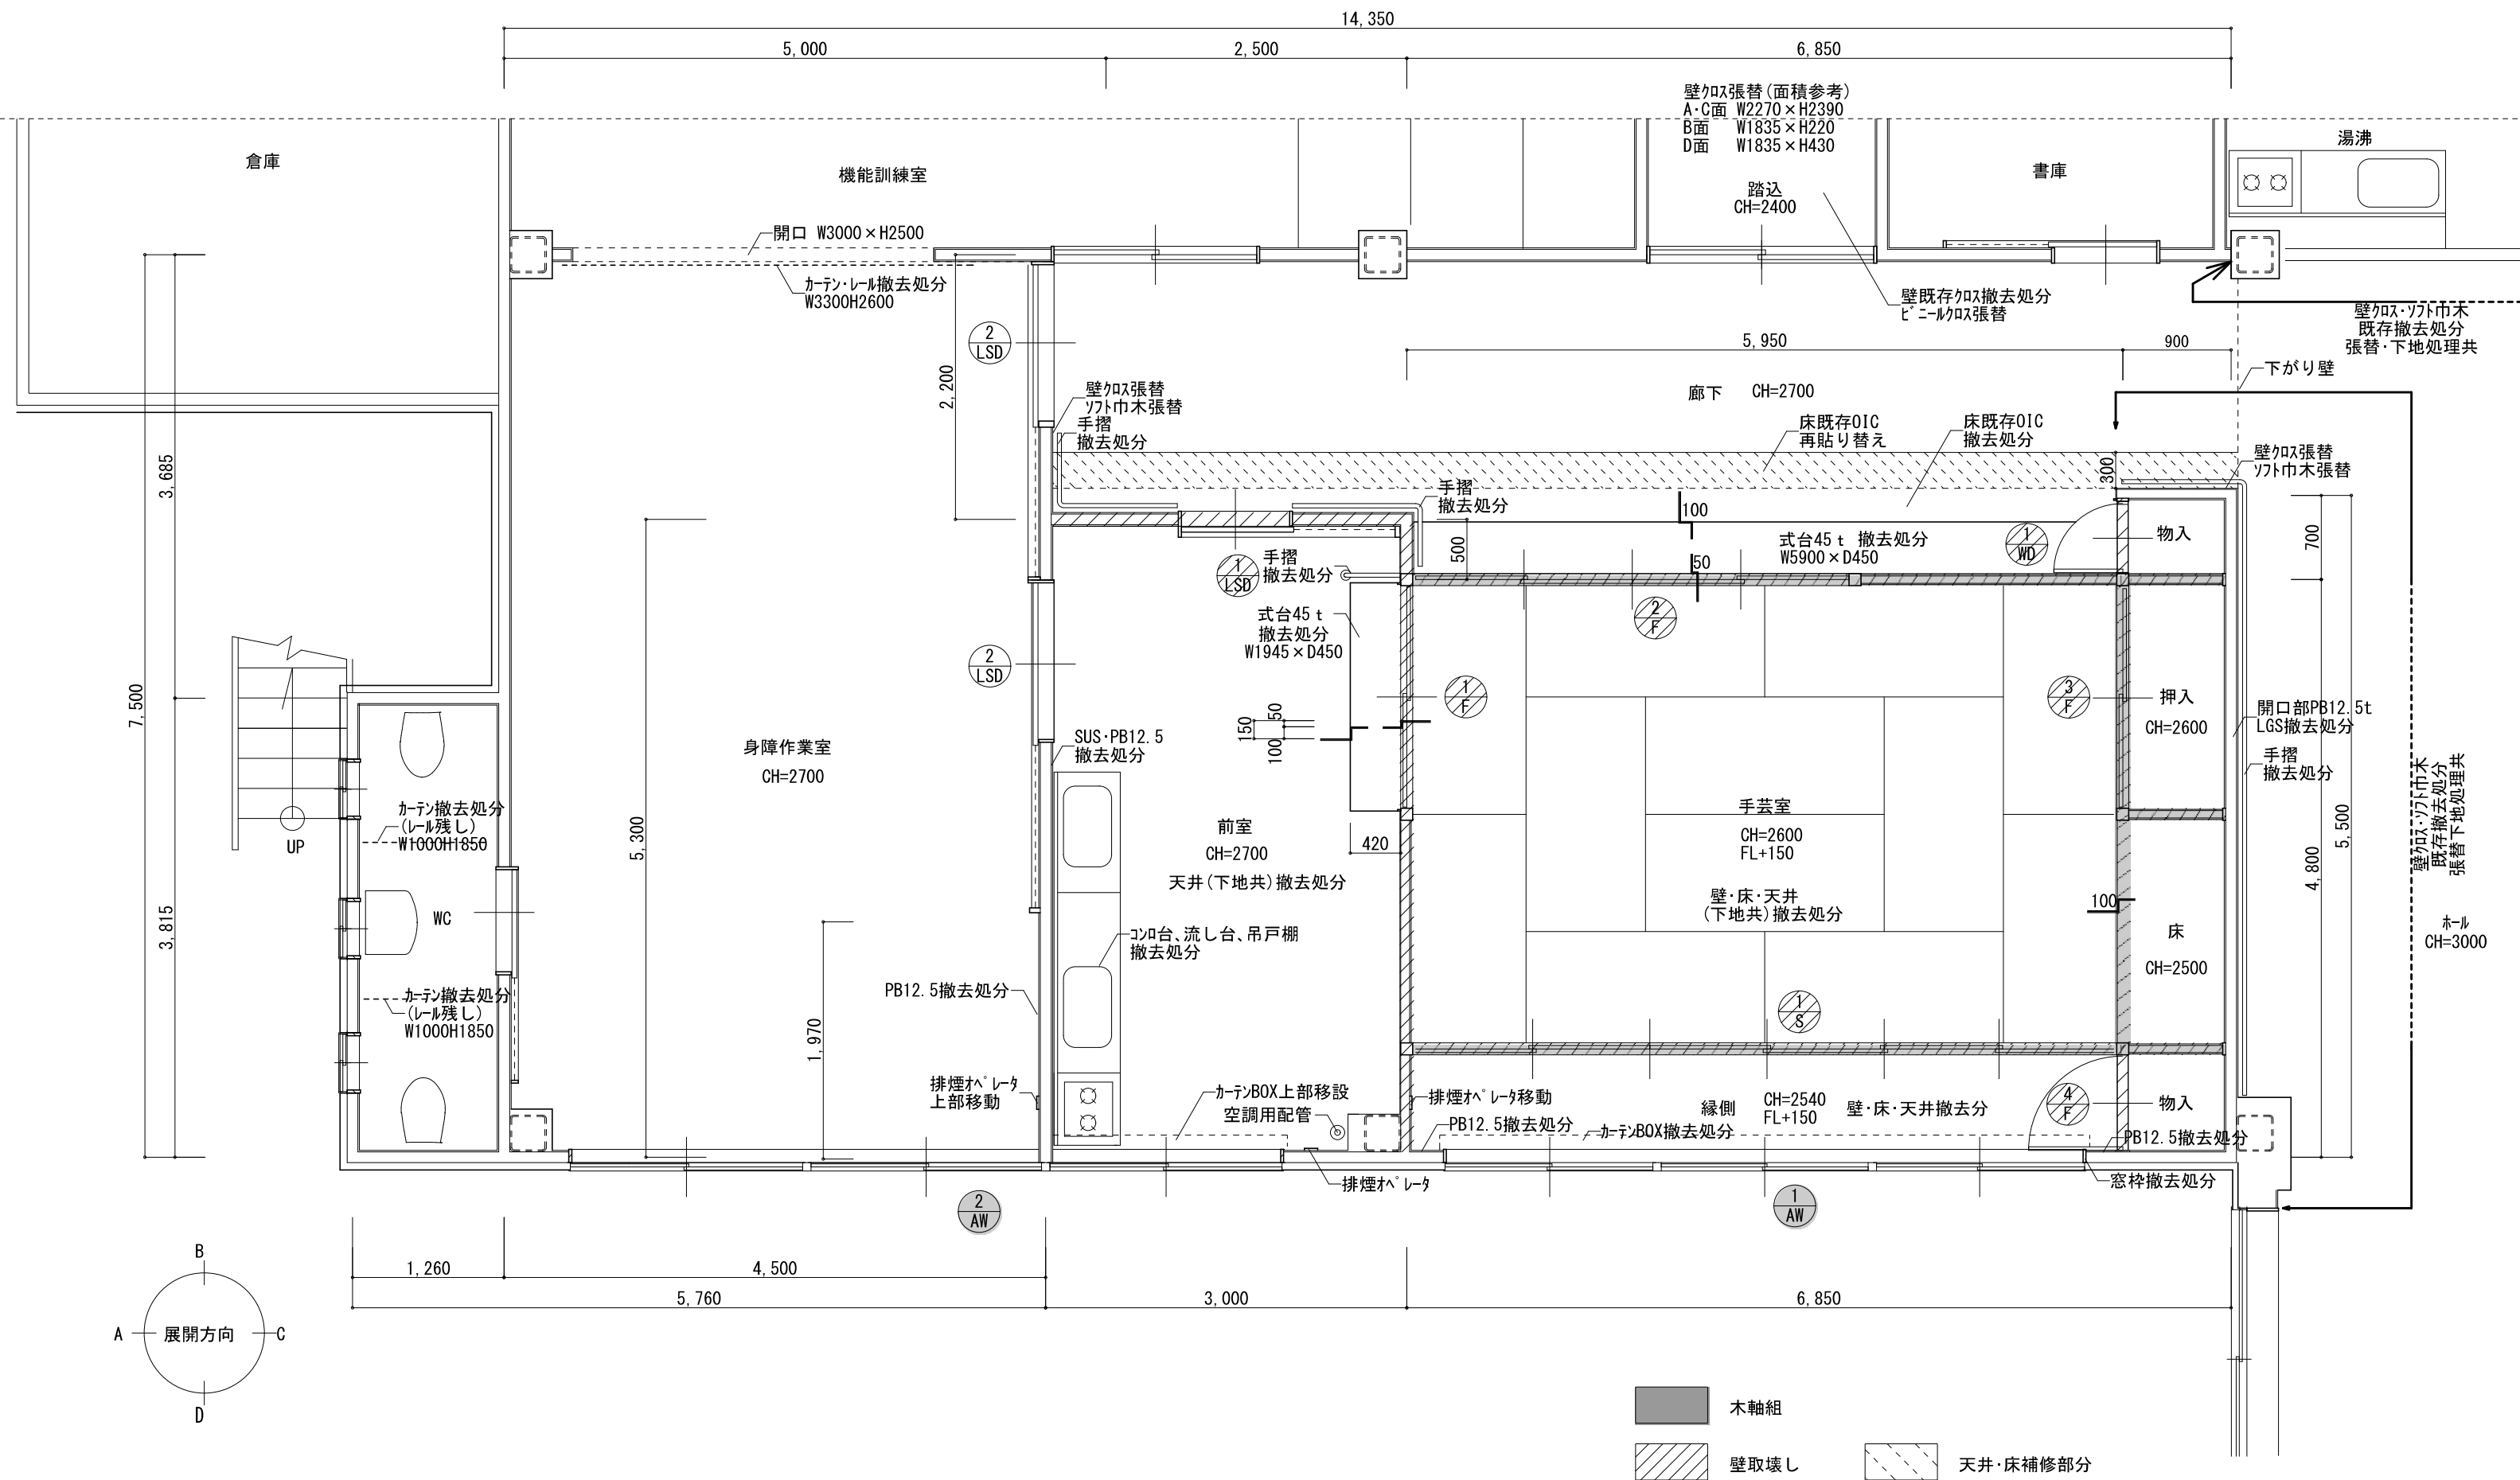 14,350
5,000
2,500
6,850
壁クロス張替(面積参考)
A・C面 W2270×H2390
B面 W1835×H220
D面 W1835×H430
倉庫
機能訓練室
踏込
CH=2400
書庫
湯沸
開口 W3000×H2500
カーテン・レール撤去処分
W3300H2600
壁既存クロス撤去処分
ビニールクロス張替
壁クロス・ソフト巾木
既存撤去処分
張替・下地処理共
下がり壁
2
LSD
2,200
5,950
900
廊下 CH=2700
壁クロス張替
ソフト巾木張替
手摺
撤去処分
床既存OIC
再貼り替え
床既存OIC
撤去処分
300
壁クロス張替
ソフト巾木張替
手摺
撤去処分
100
500
50
式台45t 撤去処分
W5900×D450
1
WD
物入
700
3,685
7,500
3,815
1
LSD
手摺
撤去処分
式台45t
撤去処分
W1945×D450
2
F
2
LSD
1
F
3
F
押入
CH=2600
開口部PB12.5t
LGS撤去処分
手摺
撤去処分
150
50
100
SUS・PB12.5
撤去処分
身障作業室
CH=2700
手芸室
CH=2600
FL+150
壁・床・天井
(下地共)撤去処分
前室
CH=2700
天井(下地共)撤去処分
420
5,300
カーテン撤去処分
(レール残し)
W1000H1850
UP
WC
カーテン撤去処分
(レール残し)
W1000H1850
コンロ台、流し台、吊戸棚
撤去処分
PB12.5撤去処分
1,970
100
床
CH=2500
4,800
5,500
壁クロス・ソフト巾木
既存撤去処分
張替下地処理共
ホール
CH=3000
1
S
排煙オペレータ
上部移動
カーテンBOX上部移設
空調用配管
排煙オペレータ移動
PB12.5撤去処分
縁側
CH=2540
FL+150
壁・床・天井撤去分
カーテンBOX撤去処分
4
F
物入
PB12.5撤去処分
窓枠撤去処分
排煙オペレータ
2
AW
1
AW
1,260
4,500
5,760
3,000
6,850
B
A
展開方向
C
D
木軸組
壁取壊し
天井・床補修部分